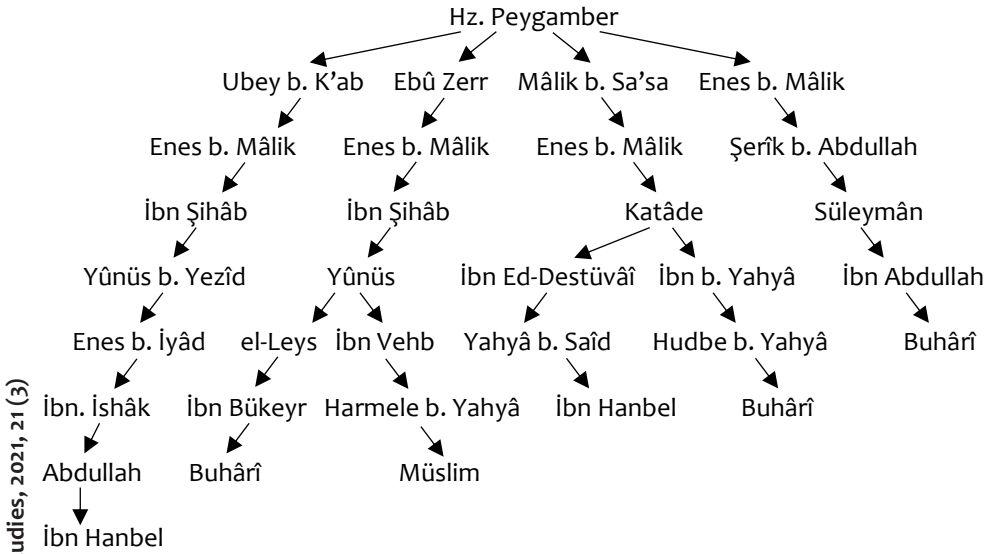 Hz. Peygamber
Ubey b. K'ab Ebû Zerr Mâlik b. Sa'sa Enes b. Mâlik
Enes b. Mâlik Enes b. Mâlik Enes b. Mâlik Şerîk b. Abdullah
İbn Şihâb İbn Şihâb Katâde Süleymân
Yûnüs b. Yezîd Yûnüs İbn Ed-Destüvâî İbn b. Yahyâ İbn Abdullah
Enes b. İyâd el-Leys İbn Vehb Yahyâ b. Saîd Hudbe b. Yahyâ Buhârî
İbn. İshâk İbn Bükeyr Harmele b. Yahyâ İbn Hanbel Buhârî
Abdullah Buhârî Müslim
İbn Hanbel
udies, 2021, 21 (3)